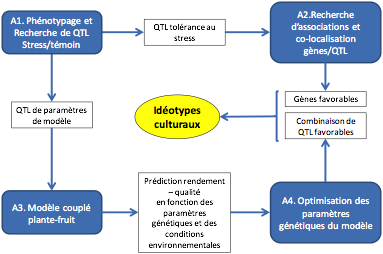 A1. Phénotypage et
Recherche de QTL
Stress/témoin
QTL tolérance au
stress
A2.Recherche
d'associations et
co-localisation
gènes/QTL
QTL de paramètres
de modèle
Idéotypes
culturaux
Gènes favorables
Combinaison de
QTL favorables
A3. Modèle couplé
plante-fruit
Prédiction rendement
– qualité
en fonction des
paramètres
génétiques et des
conditions
environnementales
A4. Optimisation des
paramètres
génétiques du modèle